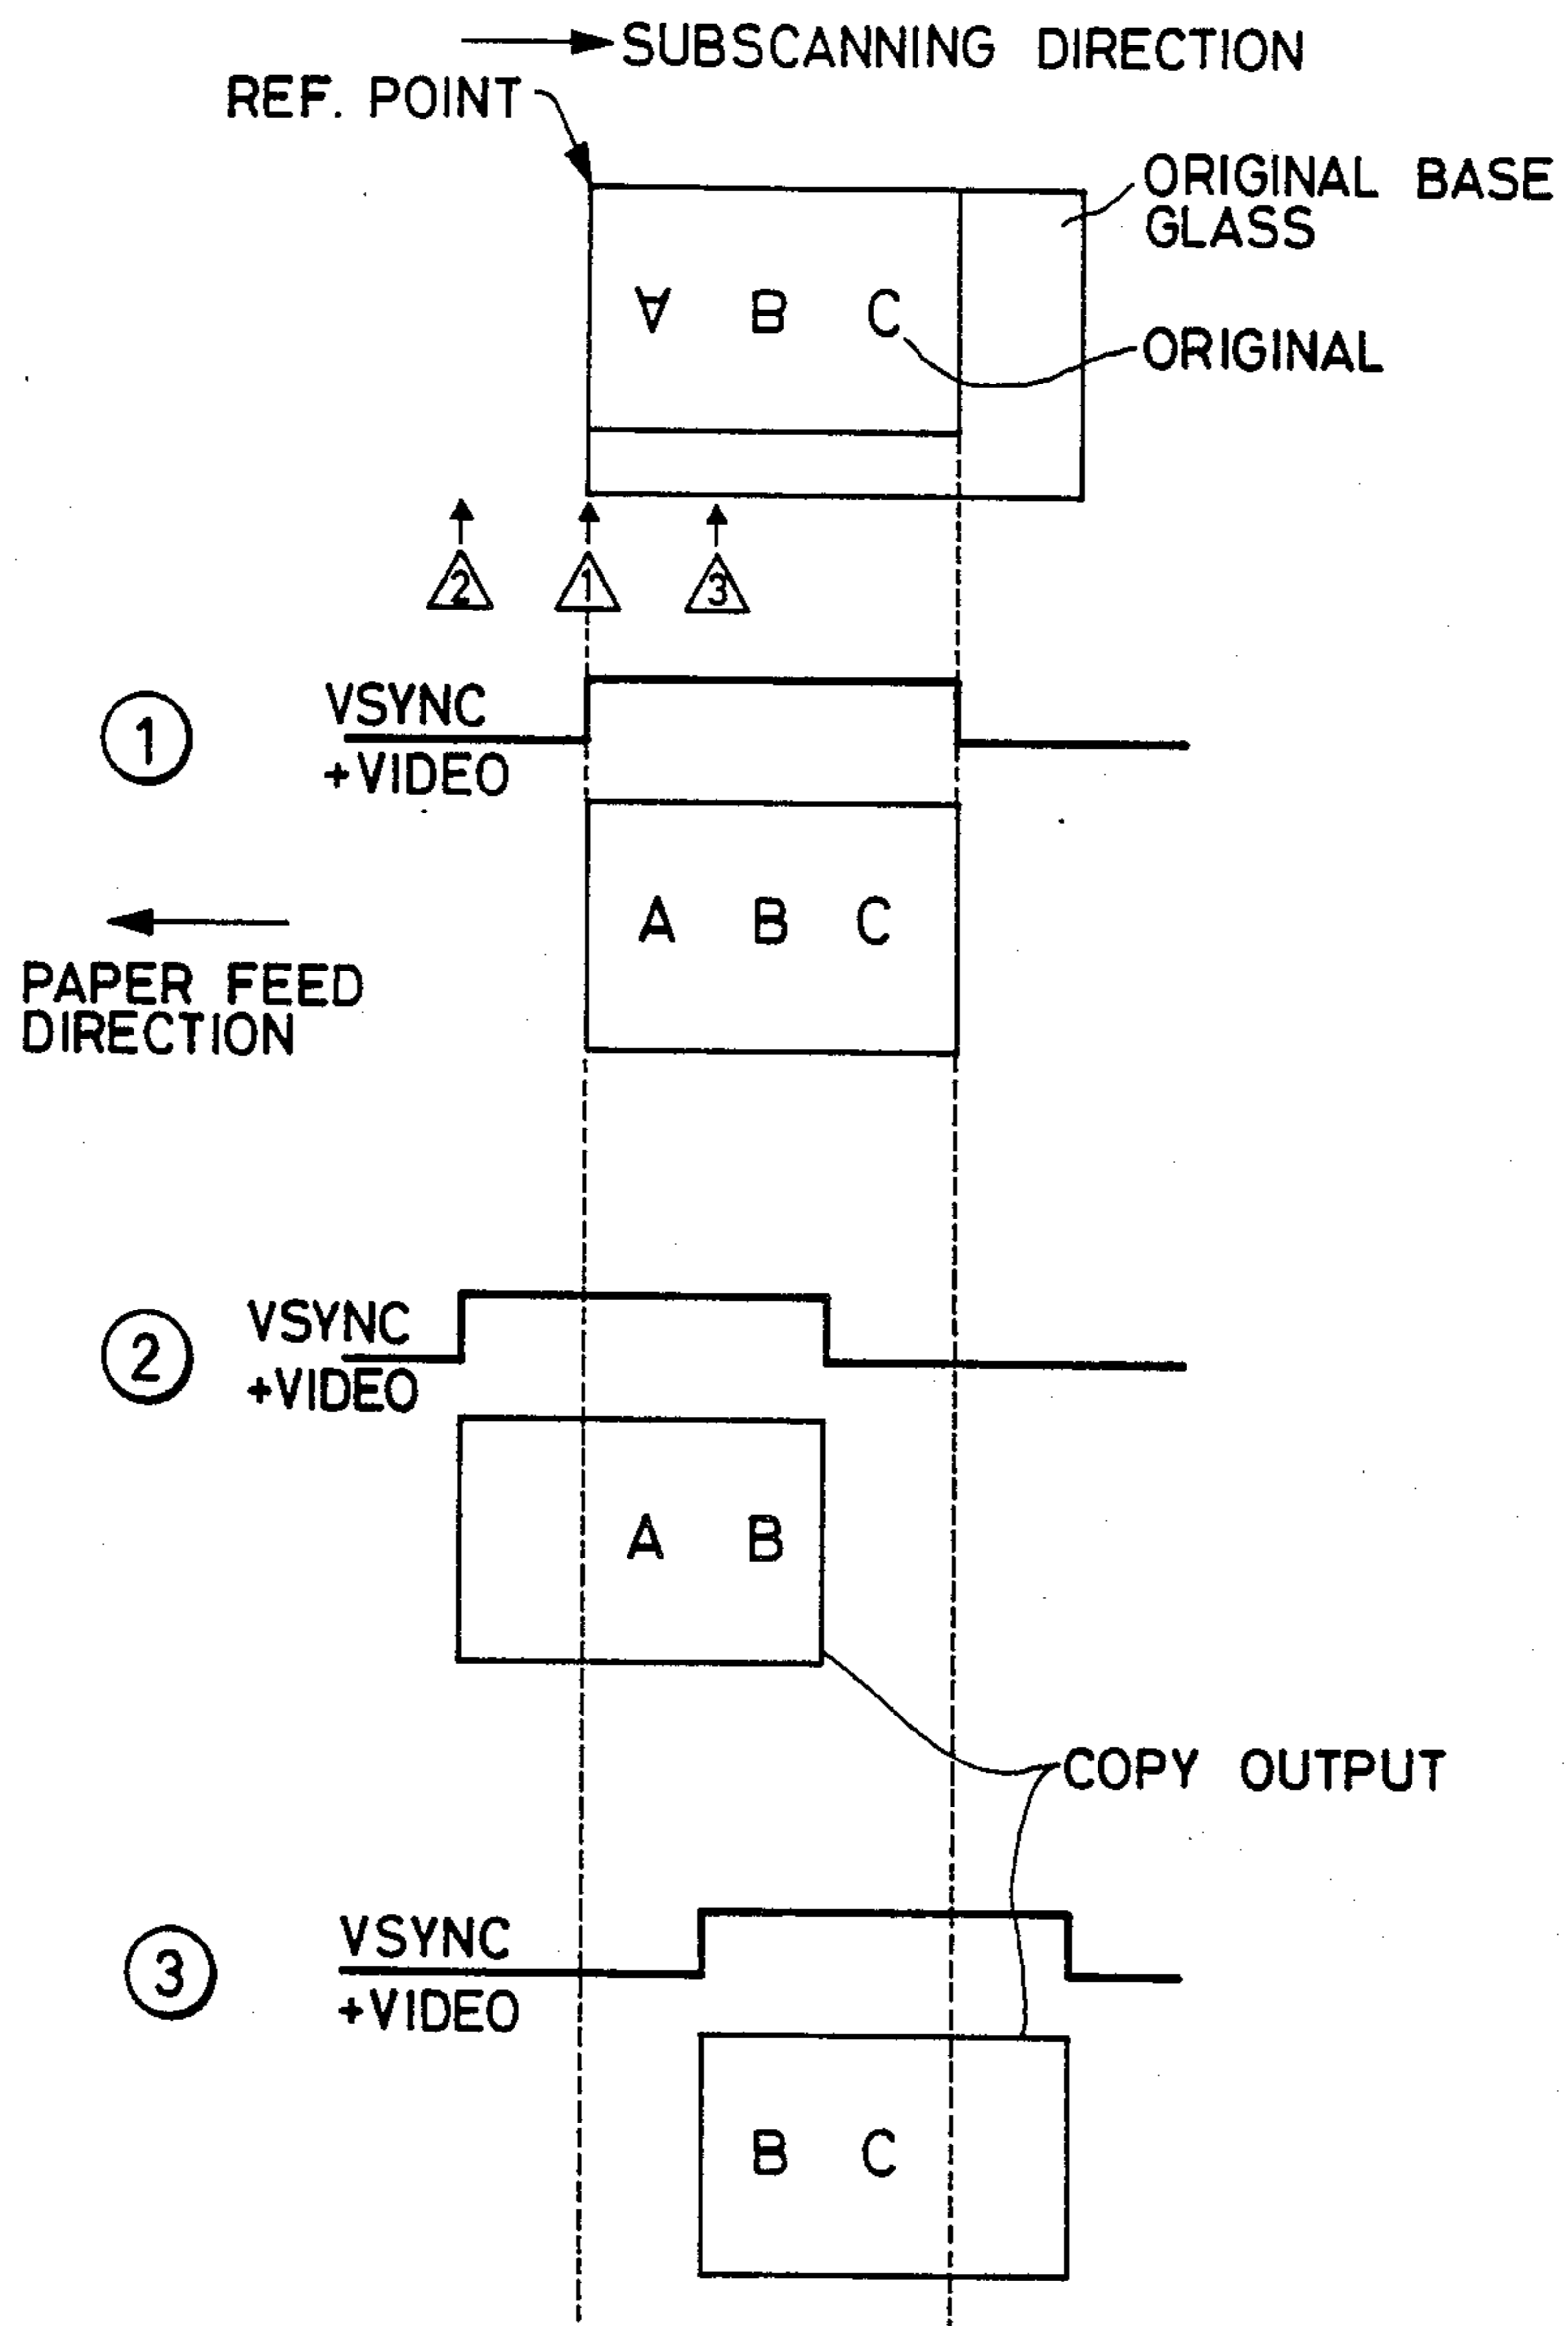 SUBSCANNING DIRECTION
REF. POINT
ORIGINAL BASE
GLASS
∀ B C
ORIGINAL
2 1 3
1
VSYNC
+VIDEO
A B C
PAPER FEED
DIRECTION
2
VSYNC
+VIDEO
A B
COPY OUTPUT
3
VSYNC
+VIDEO
B C